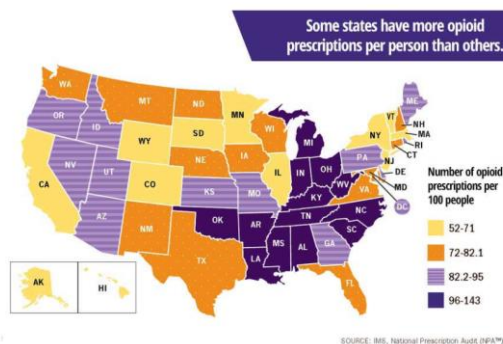 Some states have more opioid
prescriptions per person than others.
WA
MT
ND
MN
VT
ME
NH
OR
ID
WY
SD
WI
MI
NY
MA
RI
CT
NV
UT
CO
NE
IA
IL
IN
OH
PA
NJ
DE
MD
DC
CA
AZ
NM
KS
MO
KY
WV
VA
OK
AR
TN
NC
SC
TX
LA
MS
AL
GA
FL
AK
HI
Number of opioid
prescriptions per
100 people
52-71
72-82.1
82.2-95
96-143
SOURCE: IMS, National Prescription Audit (NPA™)